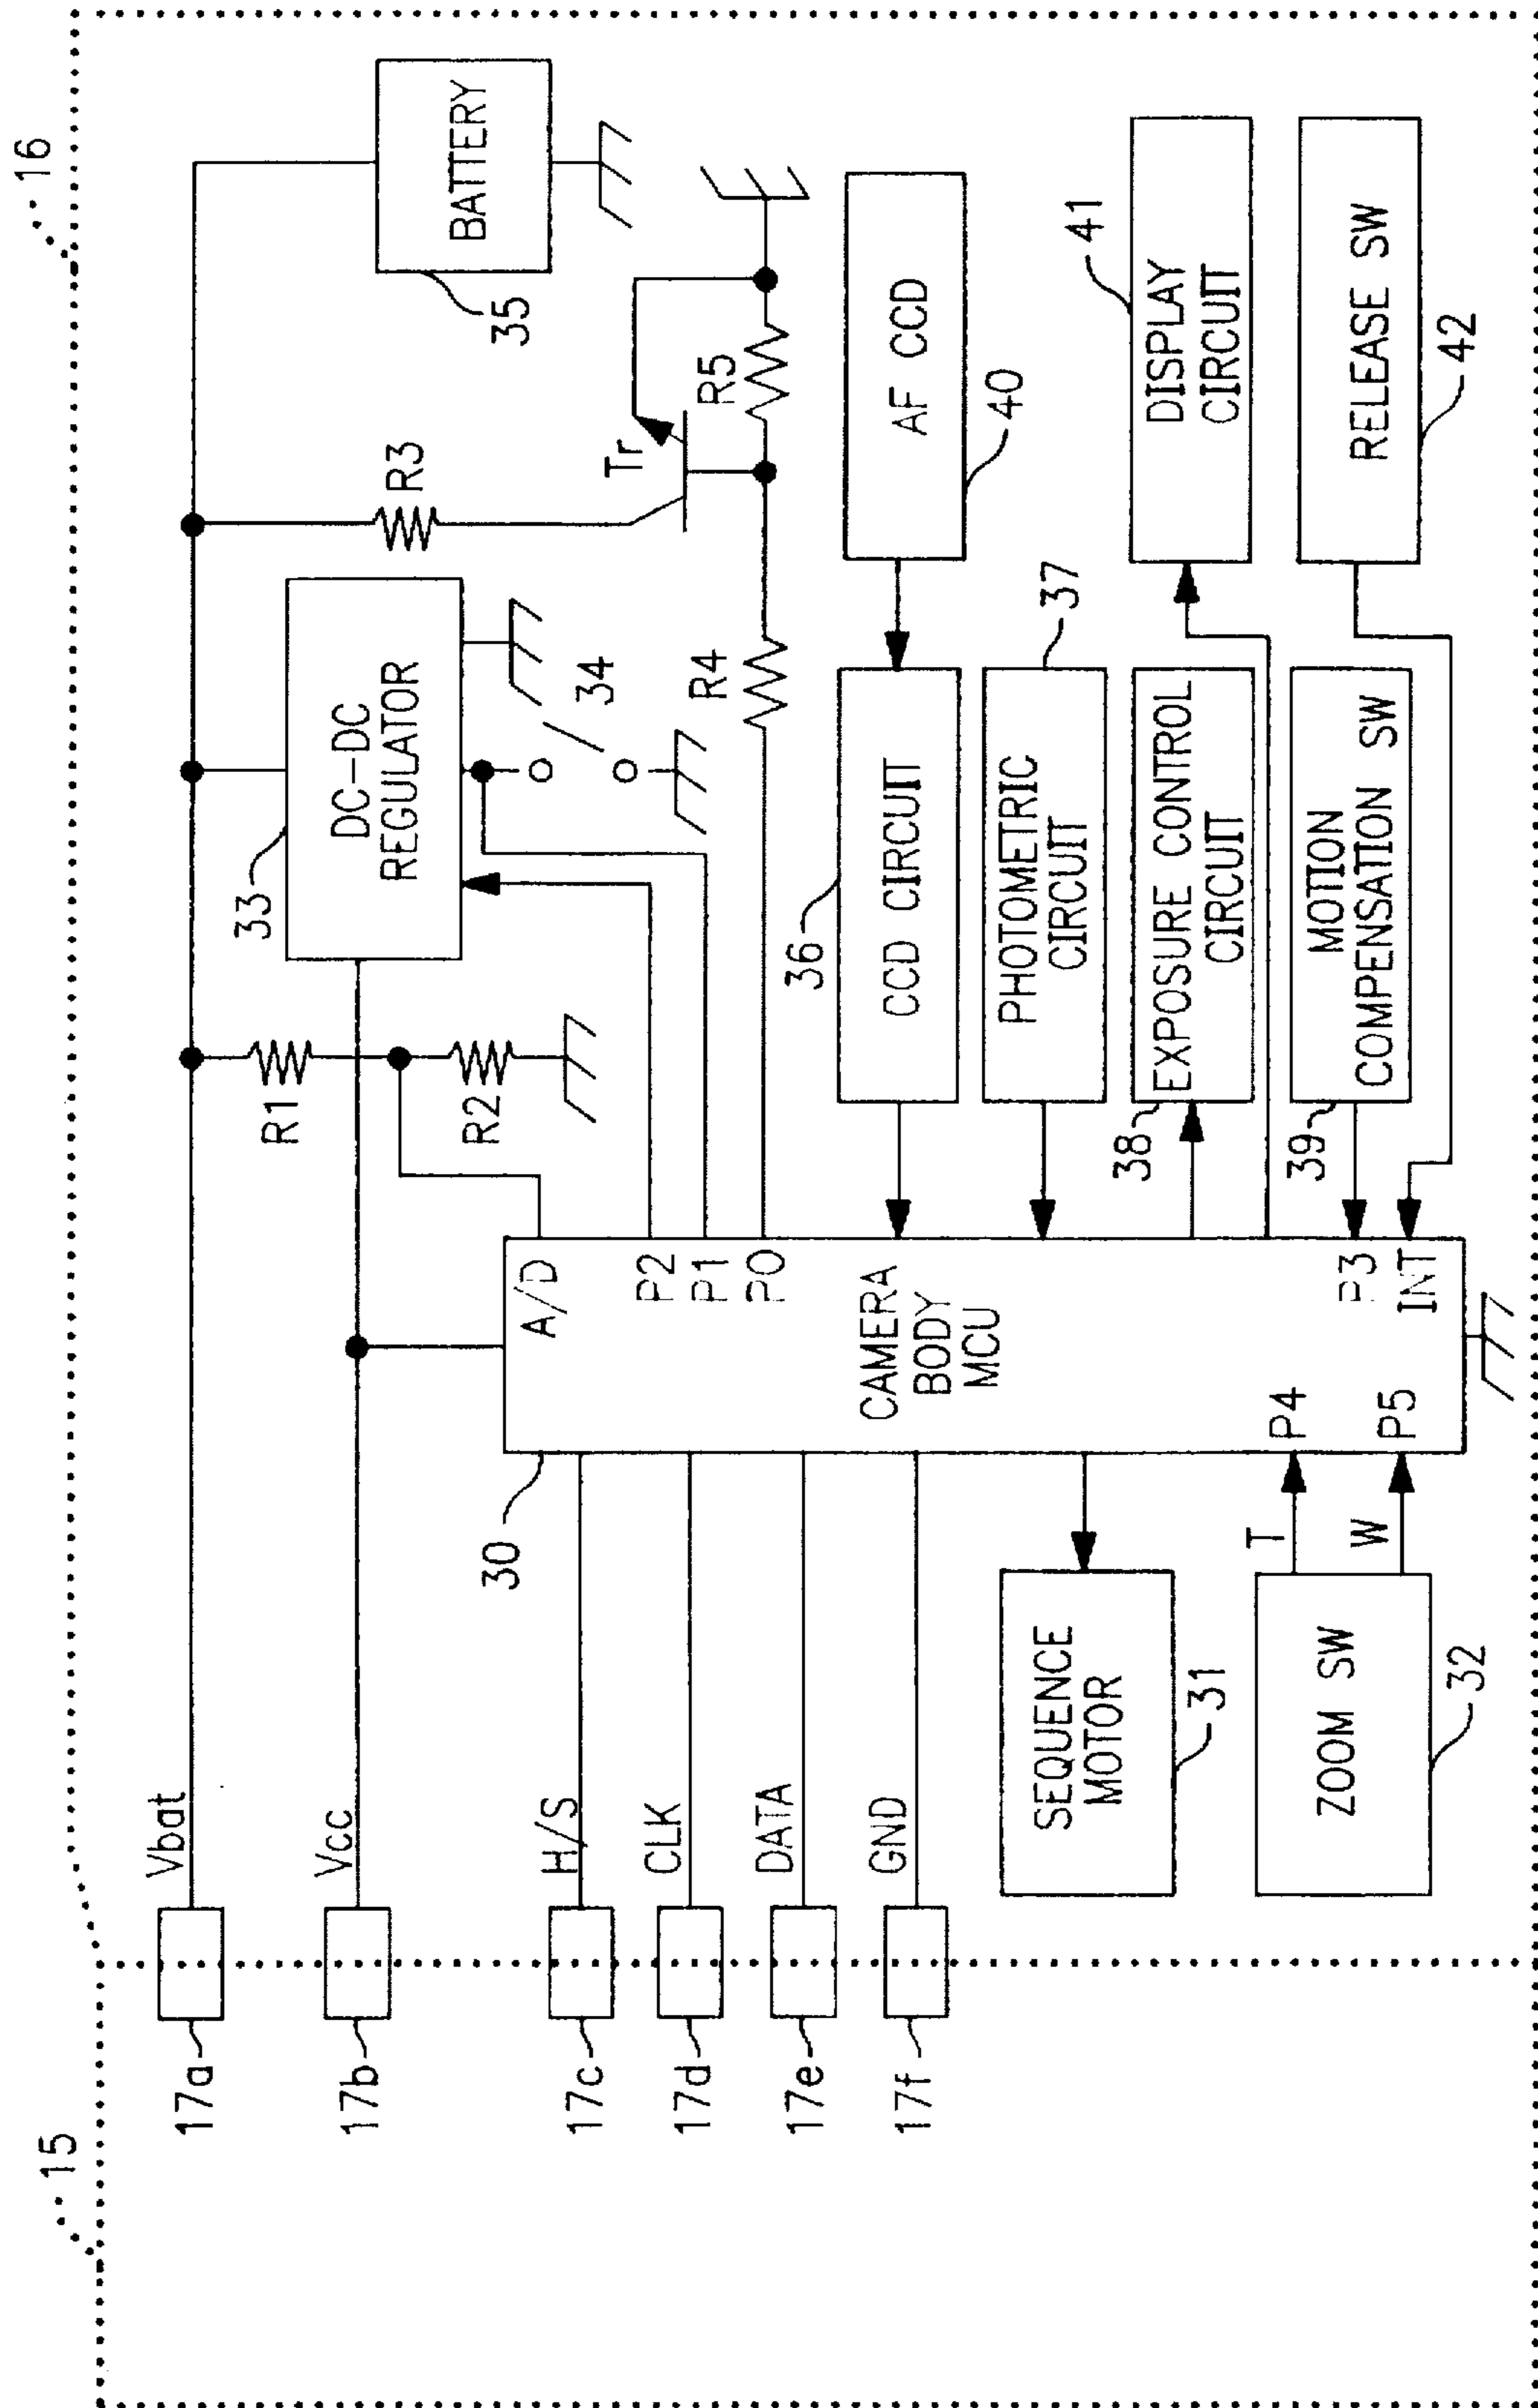 15
16
17a
Vbat
17b
Vcc
17c
H/S
17d
CLK
17e
DATA
17f
GND
R1
R2
33
DC-DC
REGULATOR
34
R3
Tr
R4
R5
BATTERY
35
30
A/D
P2
P1
P0
CAMERA
BODY
MCU
P4
P5
P3
INT
SEQUENCE
MOTOR
31
ZOOM SW
32
T
W
36
CCD CIRCUIT
AF CCD
40
PHOTOMETRIC
CIRCUIT
37
38
EXPOSURE CONTROL
CIRCUIT
DISPLAY
CIRCUIT
41
39
MOTION
COMPENSATION SW
RELEASE SW
42